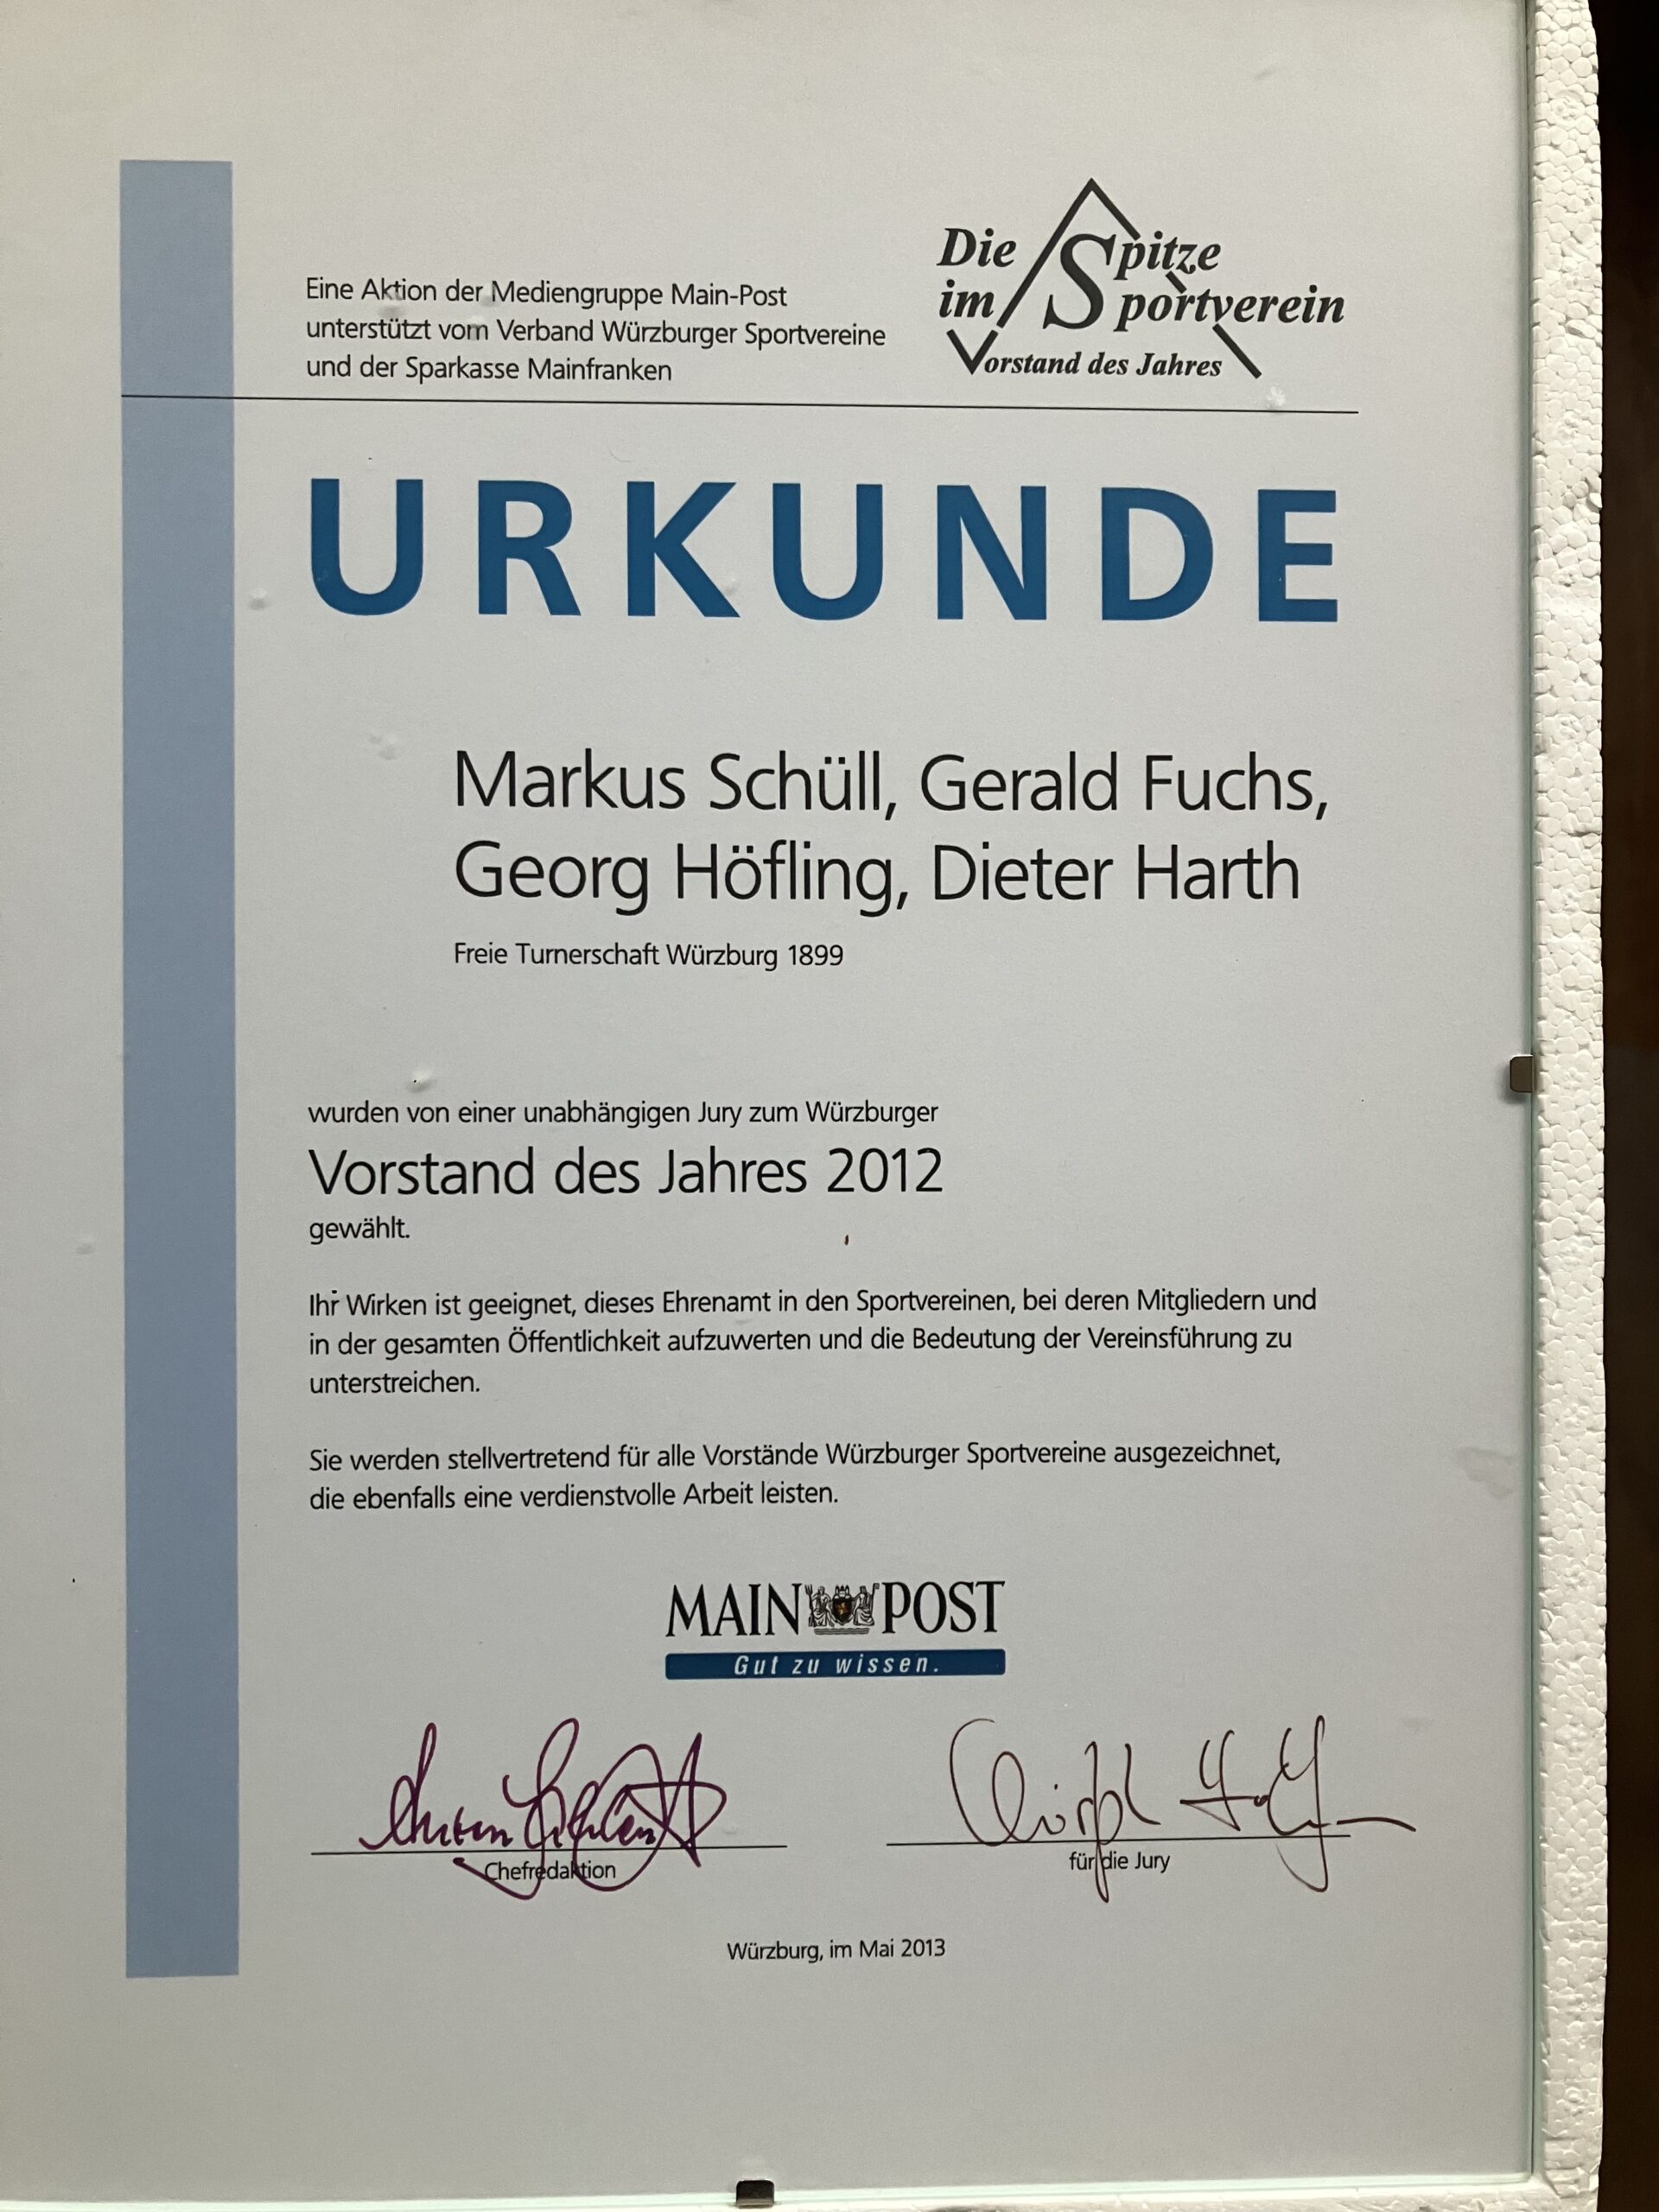 Die Spitze
im Sportverein
Vorstand des Jahres
Eine Aktion der Mediengruppe Main-Post
unterstützt vom Verband Würzburger Sportvereine
und der Sparkasse Mainfranken
URKUNDE
Markus Schüll, Gerald Fuchs,
Georg Höfling, Dieter Harth
Freie Turnerschaft Würzburg 1899
wurden von einer unabhängigen Jury zum Würzburger
Vorstand des Jahres 2012
gewählt.
Ihr Wirken ist geeignet, dieses Ehrenamt in den Sportvereinen, bei deren Mitgliedern und
in der gesamten Öffentlichkeit aufzuwerten und die Bedeutung der Vereinsführung zu
unterstreichen.
Sie werden stellvertretend für alle Vorstände Würzburger Sportvereine ausgezeichnet,
die ebenfalls eine verdienstvolle Arbeit leisten.
MAIN POST
Gut zu wissen.
Chefredaktion
für die Jury
Würzburg, im Mai 2013